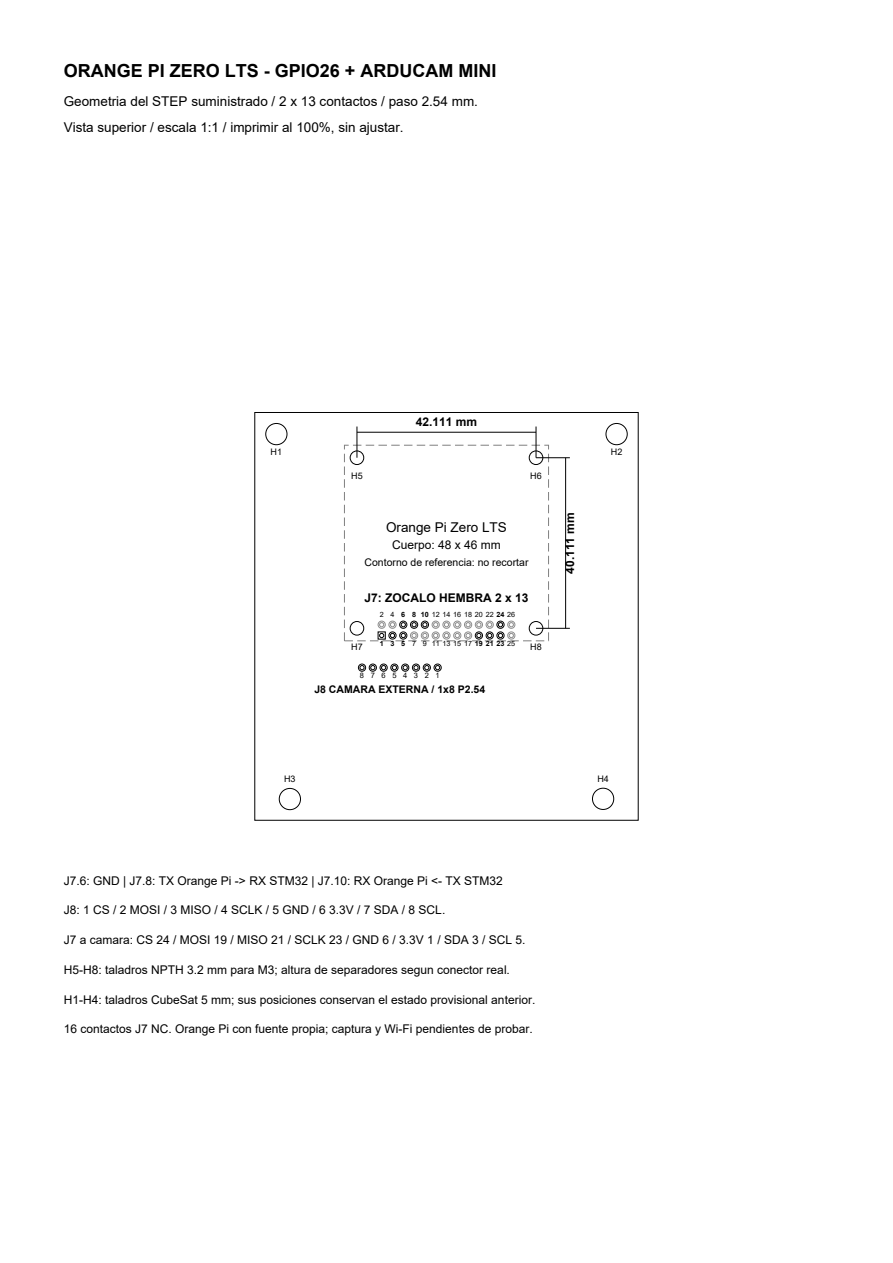 ORANGE PI ZERO LTS - GPIO26 + ARDUCAM MINI
Geometria del STEP suministrado / 2 x 13 contactos / paso 2.54 mm.
Vista superior / escala 1:1 / imprimir al 100%, sin ajustar.
42.111 mm
H1
H2
H5
H6
40.111 mm
Orange Pi Zero LTS
Cuerpo: 48 x 46 mm
Contorno de referencia: no recortar
J7: ZOCALO HEMBRA 2 x 13
2 4 6 8 10 12 14 16 18 20 22 24 26
1 3 5 7 9 11 13 15 17 19 21 23 25
H7
H8
8 7 6 5 4 3 2 1
J8 CAMARA EXTERNA / 1x8 P2.54
H3
H4
J7.6: GND | J7.8: TX Orange Pi -> RX STM32 | J7.10: RX Orange Pi <- TX STM32
J8: 1 CS / 2 MOSI / 3 MISO / 4 SCLK / 5 GND / 6 3.3V / 7 SDA / 8 SCL.
J7 a camara: CS 24 / MOSI 19 / MISO 21 / SCLK 23 / GND 6 / 3.3V 1 / SDA 3 / SCL 5.
H5-H8: taladros NPTH 3.2 mm para M3; altura de separadores segun conector real.
H1-H4: taladros CubeSat 5 mm; sus posiciones conservan el estado provisional anterior.
16 contactos J7 NC. Orange Pi con fuente propia; captura y Wi-Fi pendientes de probar.